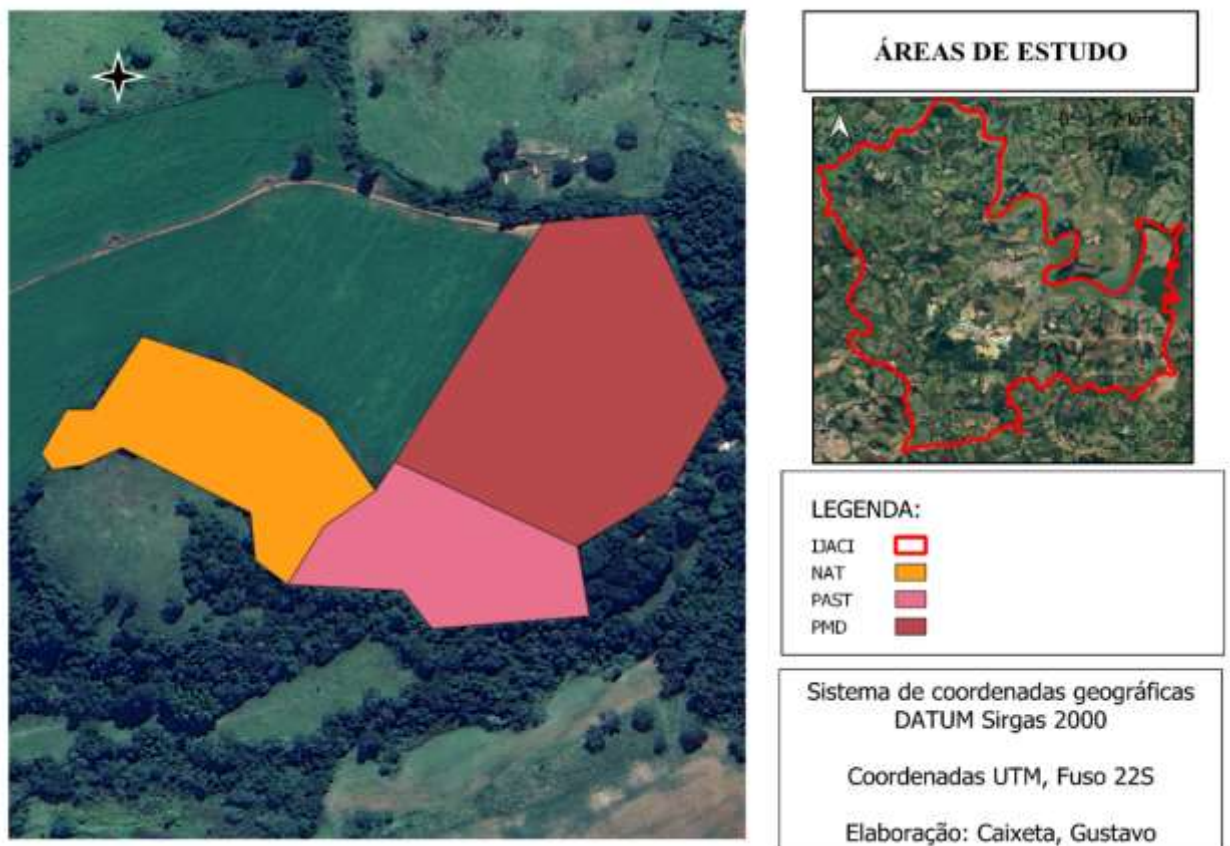 ÁREAS DE ESTUDO
LEGENDA:
IJACI
NAT
PAST
PMD
Sistema de coordenadas geográficas
DATUM Sirgas 2000
Coordenadas UTM, Fuso 22S
Elaboração: Caixeta, Gustavo